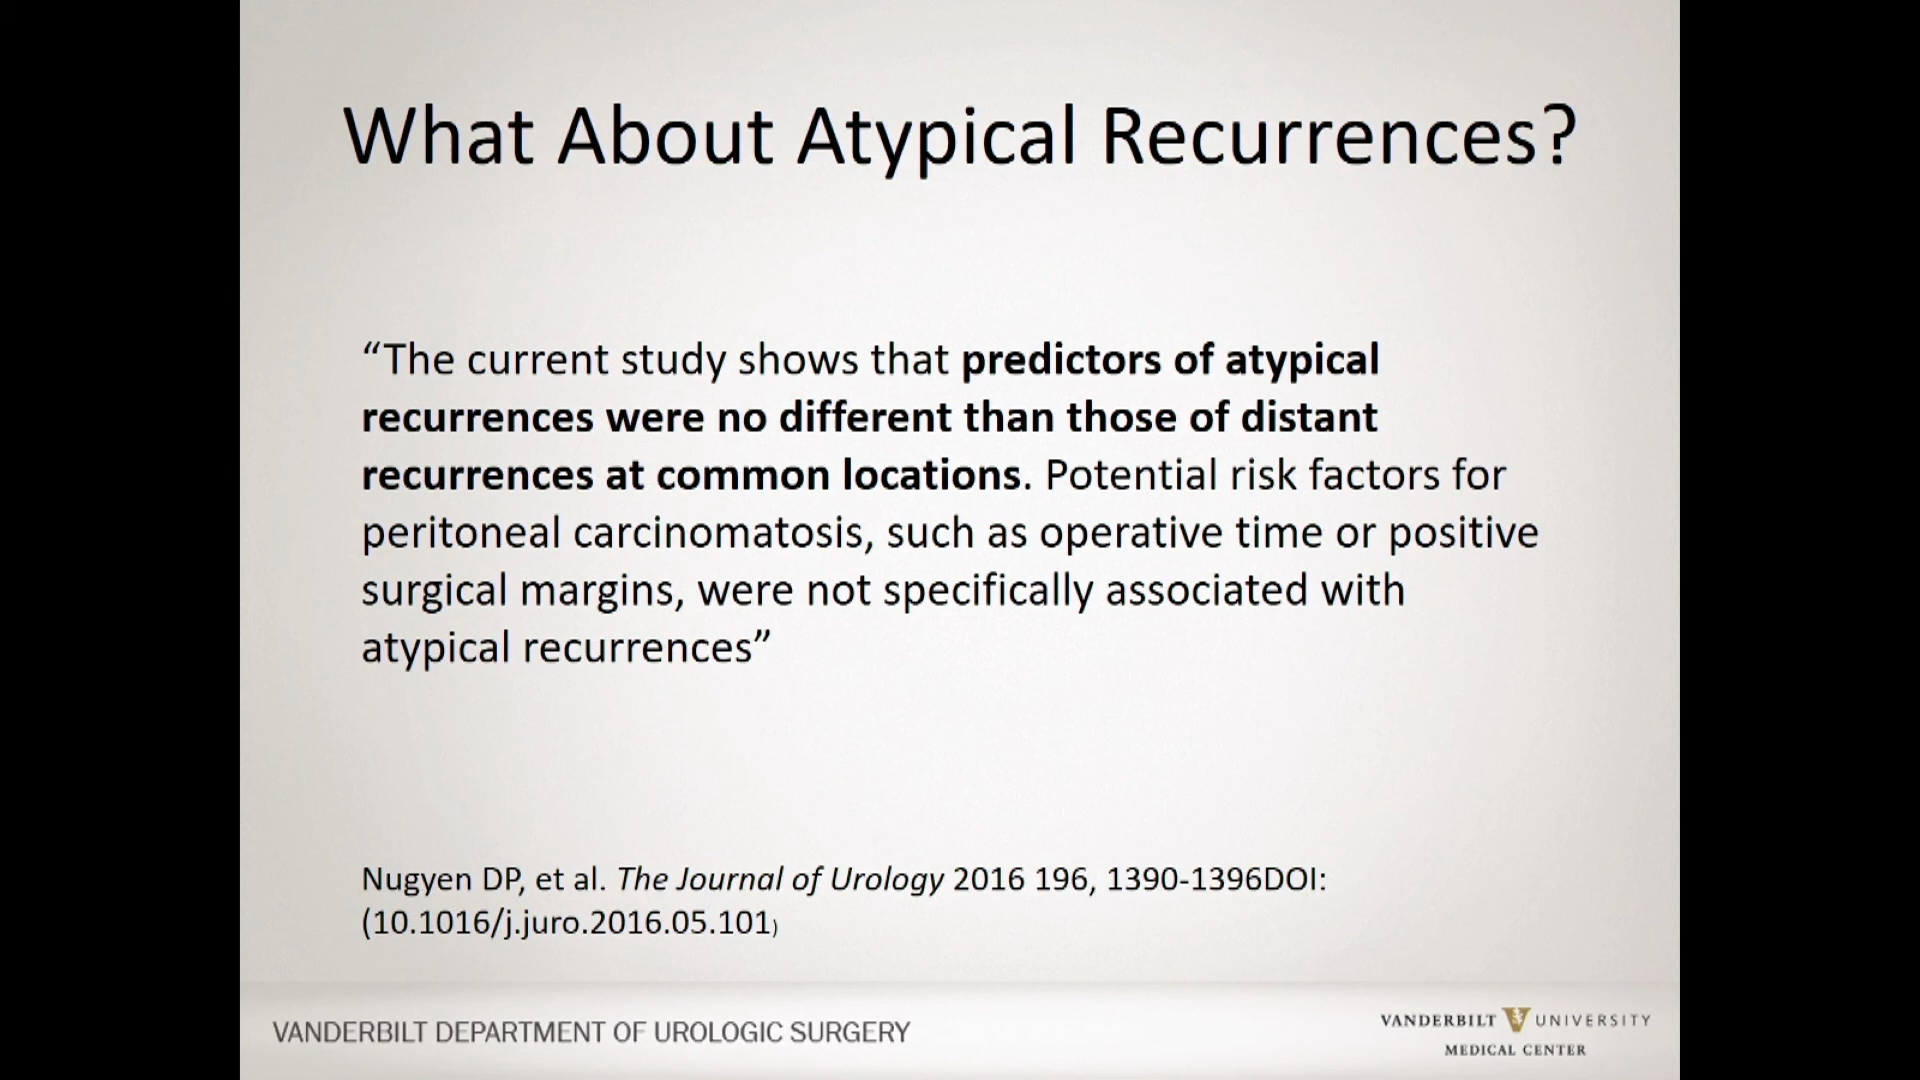 What About Atypical Recurrences?
“The current study shows that predictors of atypical
recurrences were no different than those of distant
recurrences at common locations. Potential risk factors for
peritoneal carcinomatosis, such as operative time or positive
surgical margins, were not specifically associated with
atypical recurrences”
Nugyen DP, et al. The Journal of Urology 2016 196, 1390-1396DOI:
(10.1016/j.juro.2016.05.101)
VANDERBILT DEPARTMENT OF UROLOGIC SURGERY
VANDERBILT V UNIVERSITY
MEDICAL CENTER